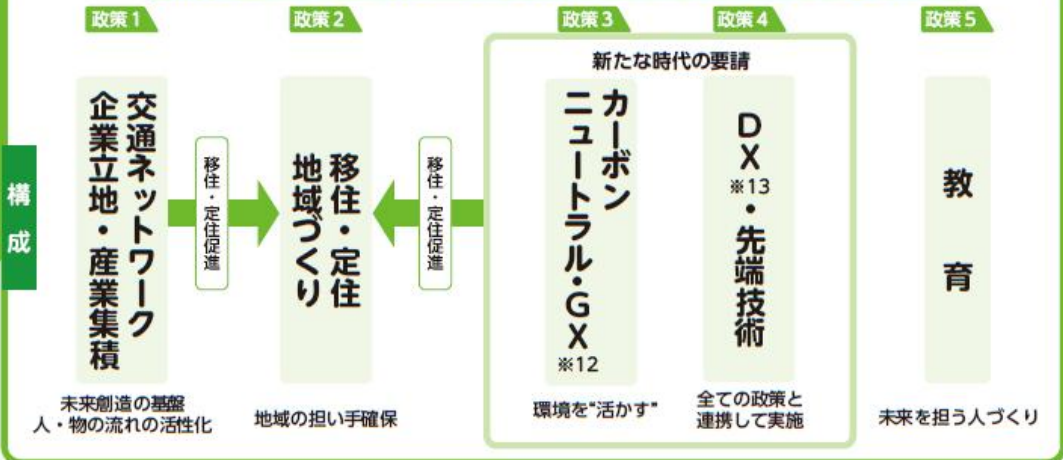 構成
政策1
交通ネットワーク
企業立地・産業集積
未来創造の基盤
人・物の流れの活性化
移住・定住促進
政策2
移住・定住
地域づくり
地域の担い手確保
移住・定住促進
新たな時代の要請
政策3
カーボン
ニュートラル・GX
※12
環境を“活かす”
政策4
DX※13・先端技術
全ての政策と
連携して実施
政策5
教育
未来を担う人づくり